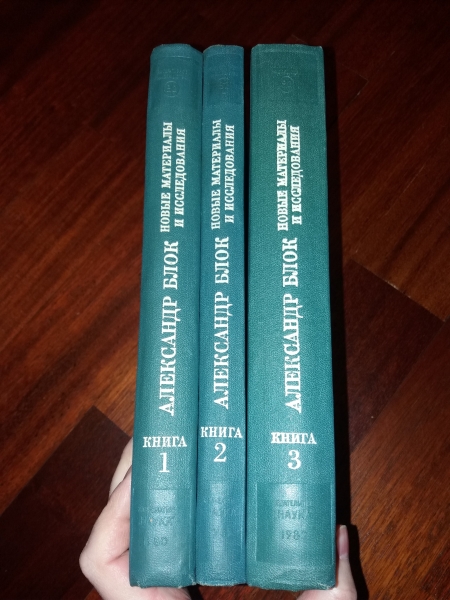 АЛЕКСАНДР БЛОК
НОВЫЕ МАТЕРИАЛЫ
И ИССЛЕДОВАНИЯ
КНИГА
1
АЛЕКСАНДР БЛОК
НОВЫЕ МАТЕРИАЛЫ
И ИССЛЕДОВАНИЯ
КНИГА
2
АЛЕКСАНДР БЛОК
НОВЫЕ МАТЕРИАЛЫ
И ИССЛЕДОВАНИЯ
КНИГА
3
НАУКА